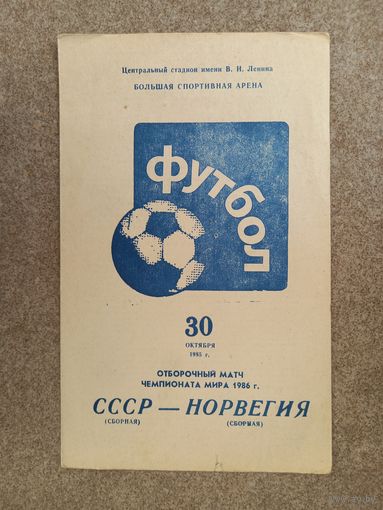 Центральный стадион имени В. И. Ленина
БОЛЬШАЯ СПОРТИВНАЯ АРЕНА
футбол
30
ОКТЯБРЯ
1985 г.
ОТБОРОЧНЫЙ МАТЧ
ЧЕМПИОНАТА МИРА 1986 г.
СССР — НОРВЕГИЯ
(СБОРНАЯ) (СБОРНАЯ)